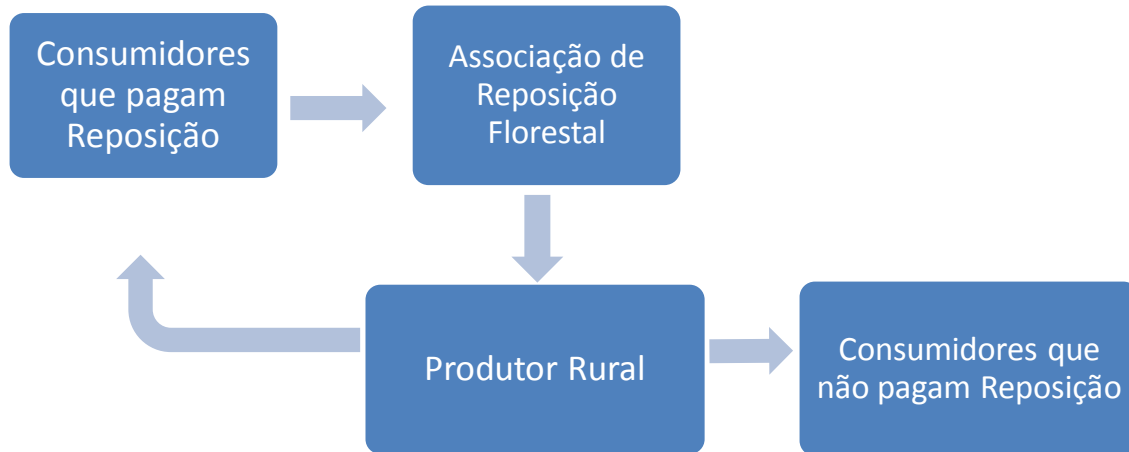 Consumidores
que pagam
Reposição
Associação de
Reposição
Florestal
Produtor Rural
Consumidores que
não pagam Reposição